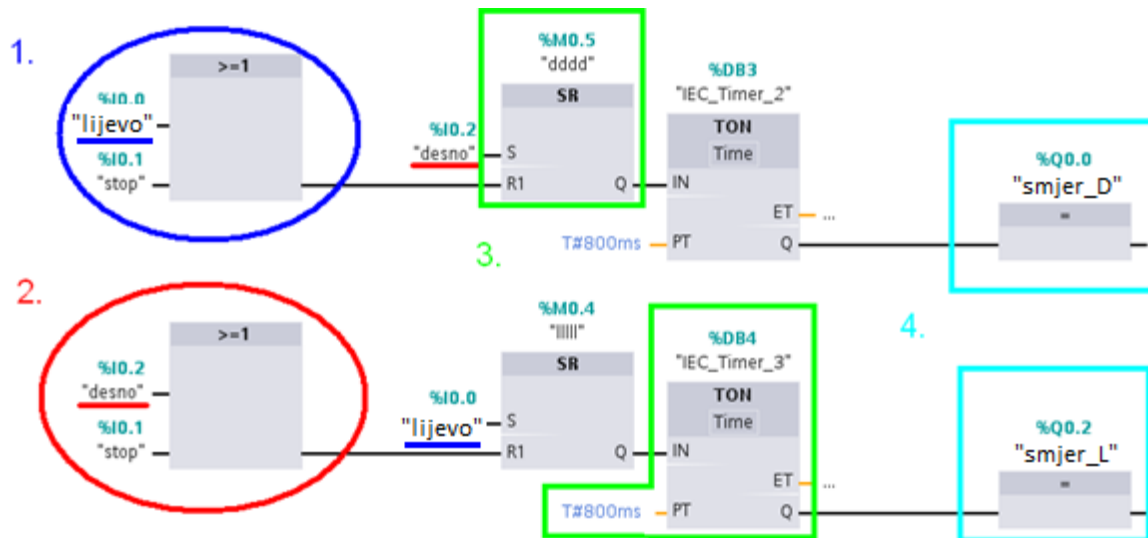 1.
>=1
%I0.0
"lijevo"
%I0.1
"stop"
%M0.5
"dddd"
SR
%I0.2
"desno"
S
R1
Q
%DB3
"IEC_Timer_2"
TON
Time
IN
ET
...
T#800ms
PT
Q
%Q0.0
"smjer_D"
=
3.
2.
>=1
%I0.2
"desno"
%I0.1
"stop"
%M0.4
"lllll"
SR
%I0.0
"lijevo"
S
R1
Q
%DB4
"IEC_Timer_3"
TON
Time
IN
ET
...
T#800ms
PT
Q
4.
%Q0.2
"smjer_L"
=